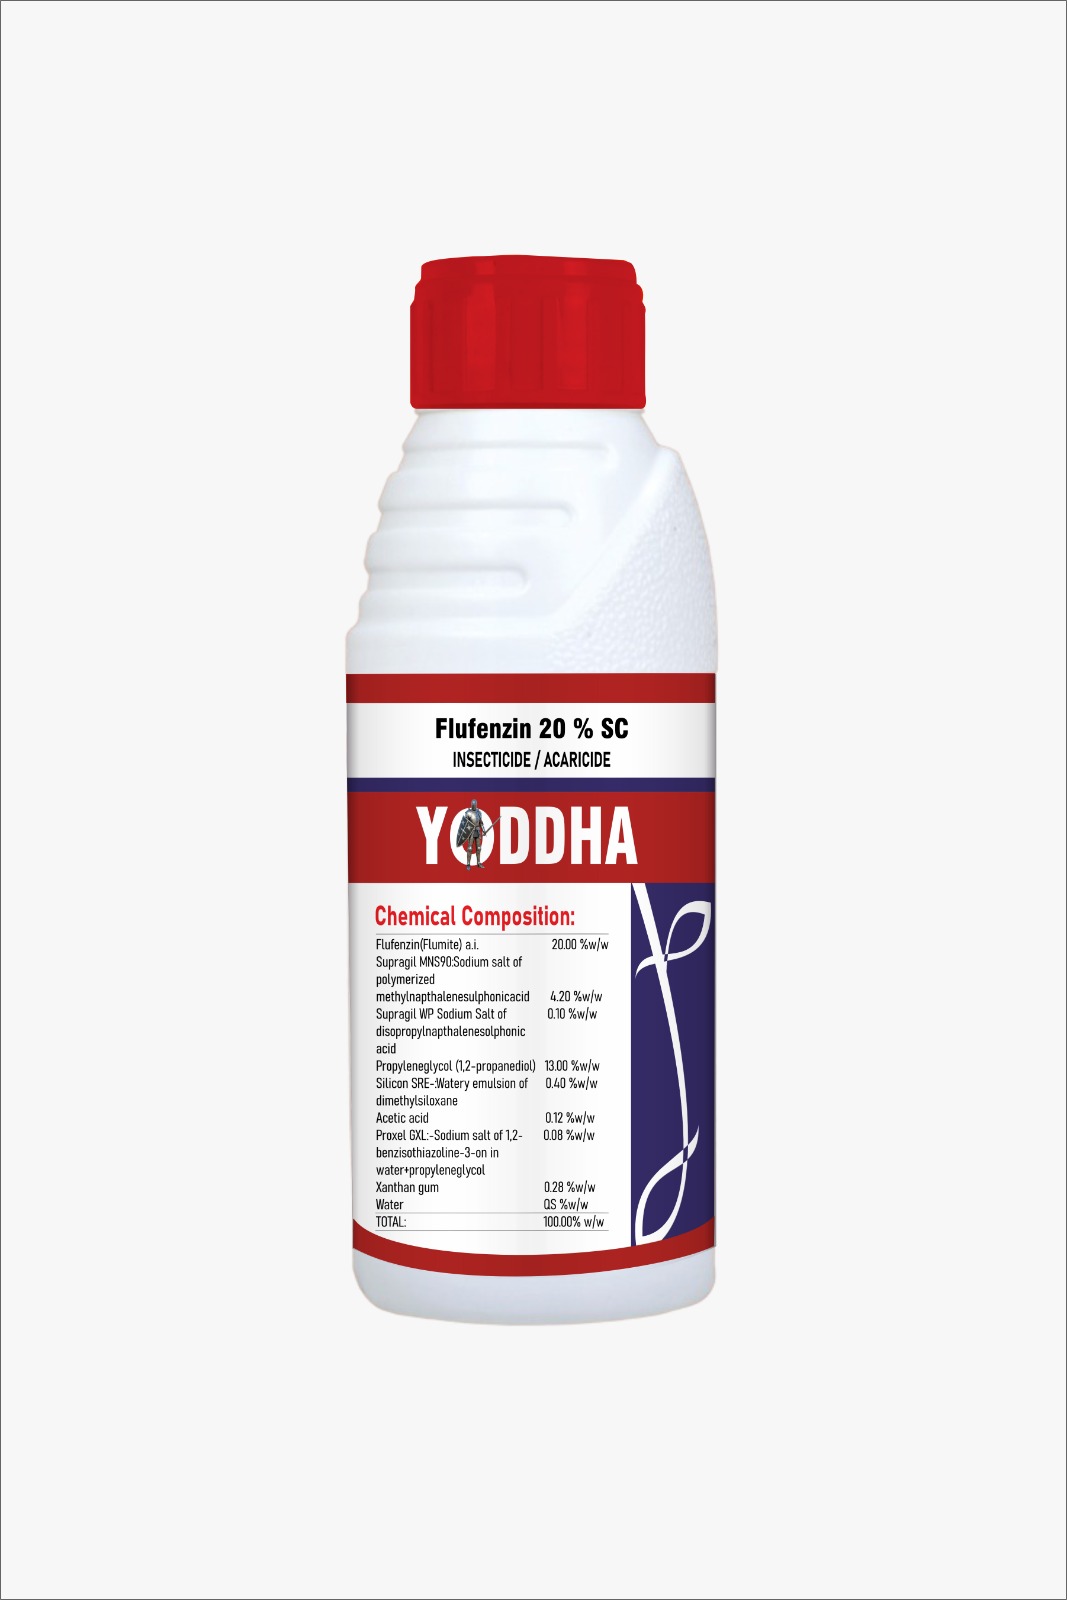 Flufenzin 20 % SC
INSECTICIDE / ACARICIDE
YODDHA
Chemical Composition:
Flufenzin(Flumite) a.i. 20.00 %w/w
Supragil MNS90:Sodium salt of
polymerized
methylnapthalenesulphonicacid 4.20 %w/w
Supragil WP Sodium Salt of 0.10 %w/w
disopropylnapthalenesolphonic
acid
Propyleneglycol (1,2-propanediol) 13.00 %w/w
Silicon SRE-:Watery emulsion of 0.40 %w/w
dimethylsiloxane
Acetic acid 0.12 %w/w
Proxel GXL:-Sodium salt of 1,2- 0.08 %w/w
benzisothiazoline-3-on in
water+propyleneglycol
Xanthan gum 0.28 %w/w
Water QS %w/w
TOTAL: 100.00% w/w